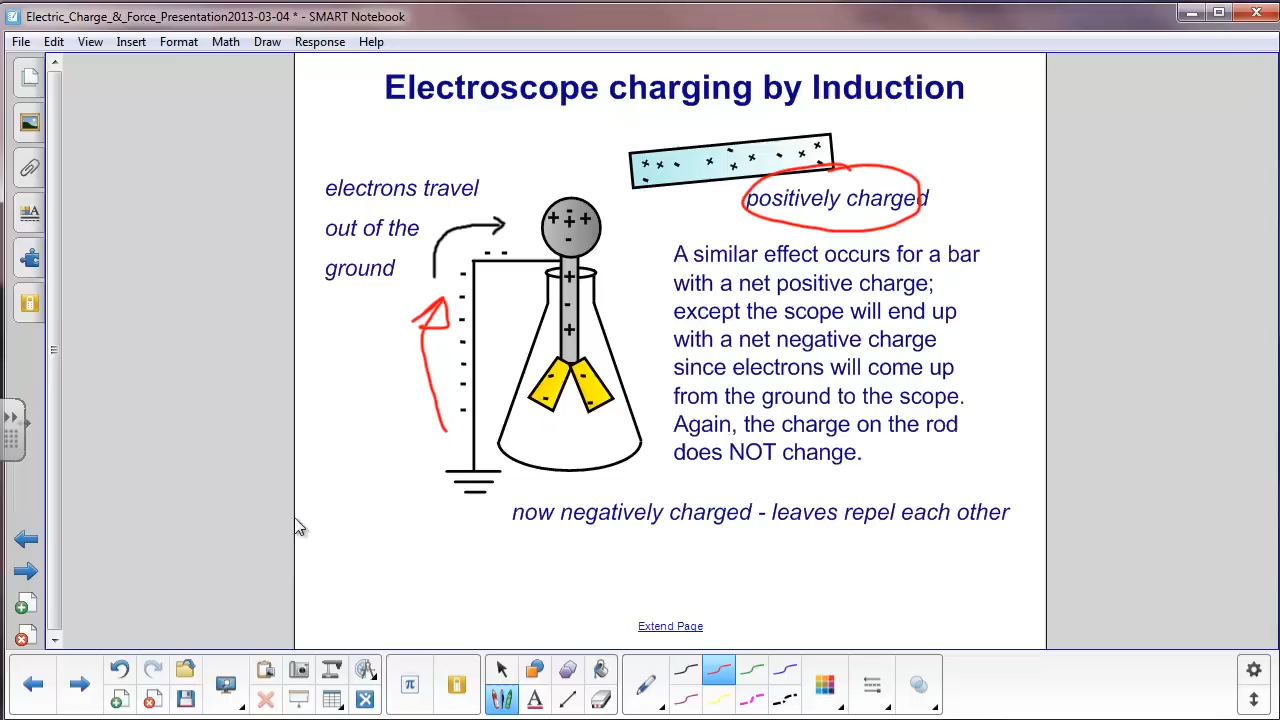 Electric_Charge_&_Force_Presentation2013-03-04 * - SMART Notebook
File Edit View Insert Format Math Draw Response Help
Electroscope charging by Induction
electrons travel
out of the
ground
positively charged
A similar effect occurs for a bar
with a net positive charge;
except the scope will end up
with a net negative charge
since electrons will come up
from the ground to the scope.
Again, the charge on the rod
does NOT change.
now negatively charged - leaves repel each other
Extend Page